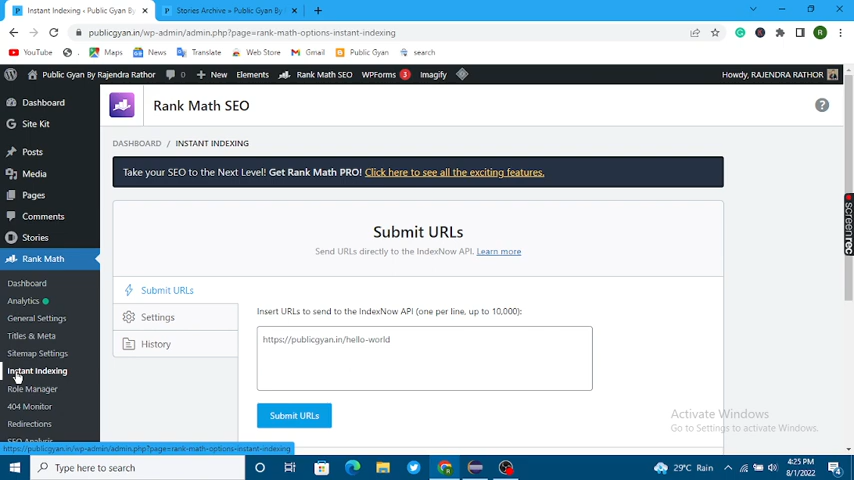 Instant Indexing ‹ Public Gyan By
Stories Archive » Public Gyan By
publicgyan.in/wp-admin/admin.php?page=rank-math-options-instant-indexing
YouTube
Maps
News
Translate
Web Store
Gmail
Public Gyan
search
Public Gyan By Rajendra Rathor
0
New
Elements
Rank Math SEO
WPForms 3
Imagify
Howdy, RAJENDRA RATHOR
Dashboard
Site Kit
Posts
Media
Pages
Comments
Stories
Rank Math
Dashboard
Analytics
General Settings
Titles & Meta
Sitemap Settings
Instant Indexing
Role Manager
404 Monitor
Redirections
SEO Analysis
Rank Math SEO
DASHBOARD / INSTANT INDEXING
Take your SEO to the Next Level! Get Rank Math PRO! Click here to see all the exciting features.
Submit URLs
Send URLs directly to the IndexNow API. Learn more
Submit URLs
Settings
History
Insert URLs to send to the IndexNow API (one per line, up to 10,000):
https://publicgyan.in/hello-world
Submit URLs
Activate Windows
Go to Settings to activate Windows.
screenrec
https://publicgyan.in/wp-admin/admin.php?page=rank-math-options-instant-indexing
Type here to search
29°C Rain
4:25 PM
8/1/2022
4